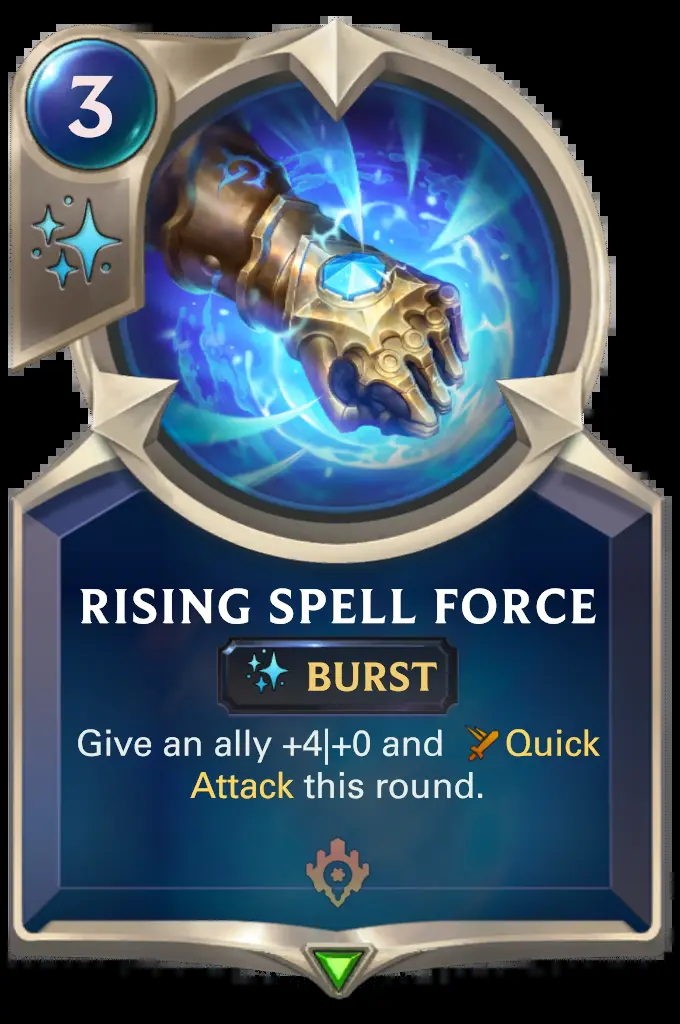 3
RISING SPELL FORCE
BURST
Give an ally +4|+0 and Quick
Attack this round.